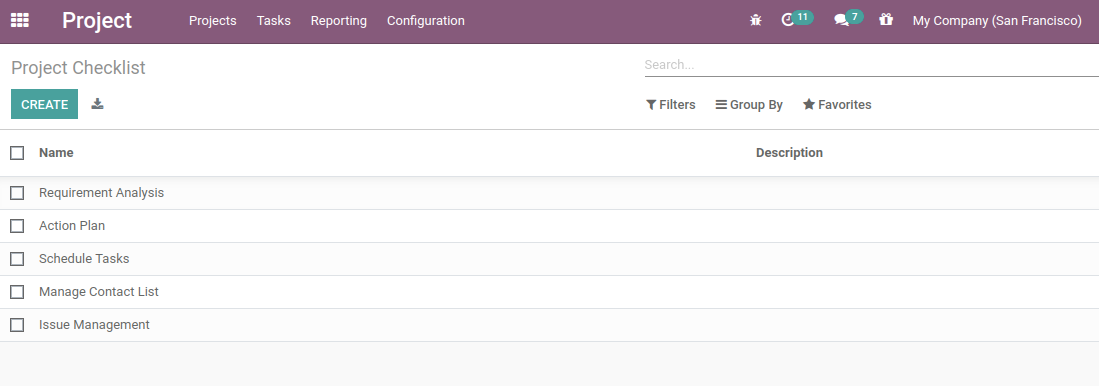 Project Projects Tasks Reporting Configuration 11 7 My Company (San Francisco)
Project Checklist Search...
CREATE Filters Group By Favorites
Name Description
Requirement Analysis
Action Plan
Schedule Tasks
Manage Contact List
Issue Management